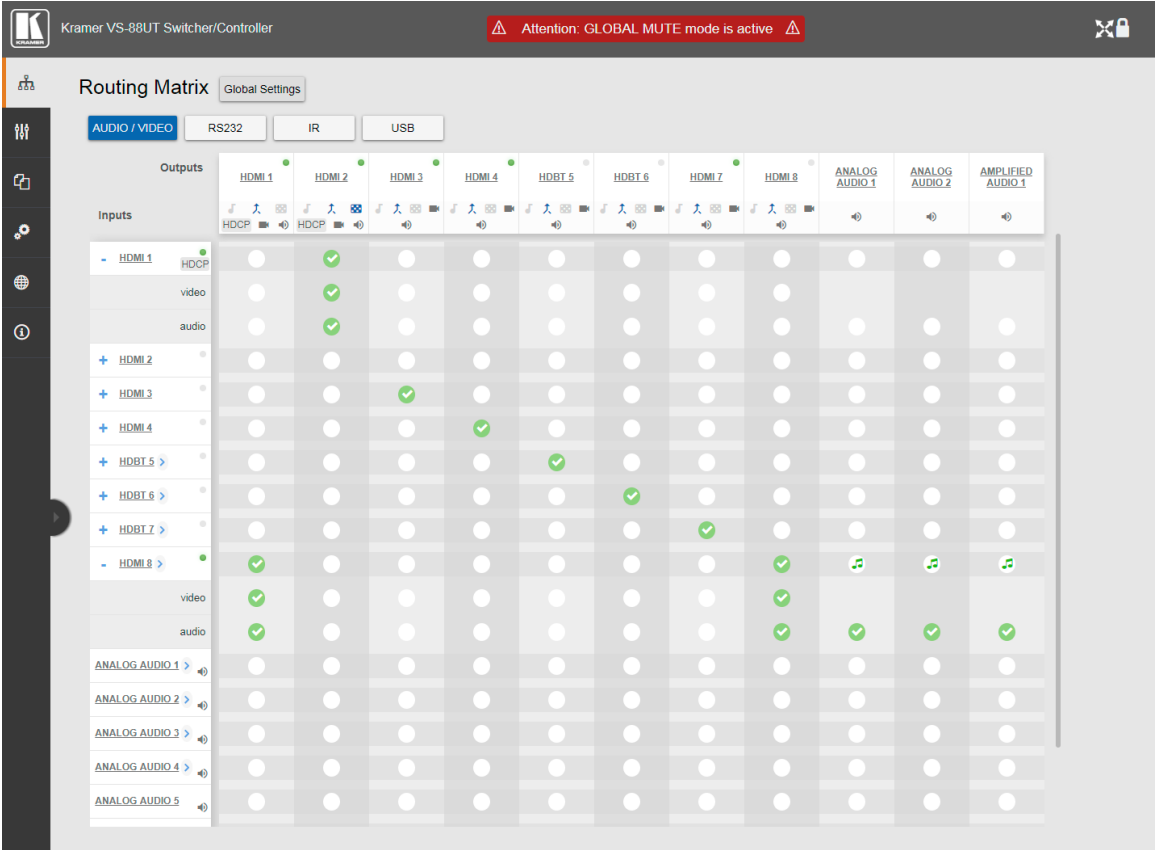 KRAMER
Kramer VS-88UT Switcher/Controller
Attention: GLOBAL MUTE mode is active
Routing Matrix
Global Settings
AUDIO / VIDEO
RS232
IR
USB
Outputs
HDMI 1
HDMI 2
HDMI 3
HDMI 4
HDBT 5
HDBT 6
HDMI 7
HDMI 8
ANALOG
AUDIO 1
ANALOG
AUDIO 2
AMPLIFIED
AUDIO 1
Inputs
HDCP
HDCP
- HDMI 1
HDCP
video
audio
+ HDMI 2
+ HDMI 3
+ HDMI 4
+ HDBT 5 >
+ HDBT 6 >
+ HDBT 7 >
- HDMI 8 >
video
audio
ANALOG AUDIO 1 >
ANALOG AUDIO 2 >
ANALOG AUDIO 3 >
ANALOG AUDIO 4 >
ANALOG AUDIO 5